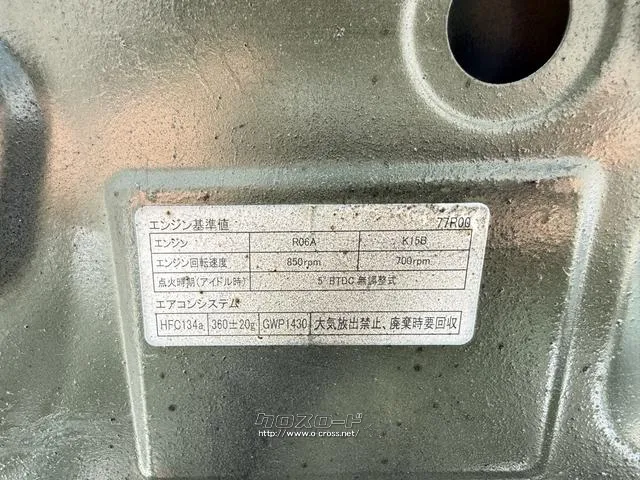 エンジン基準値 77R00
エンジン R06A K15B
エンジン回転速度 850rpm 700rpm
点火時期(アイドル時) 5°BTDC 無調整式
エアコンシステム
HFC134a 360±20g GWP1430 大気放出禁止、廃棄時要回収
クロスロード
http://www.o-cross.net/